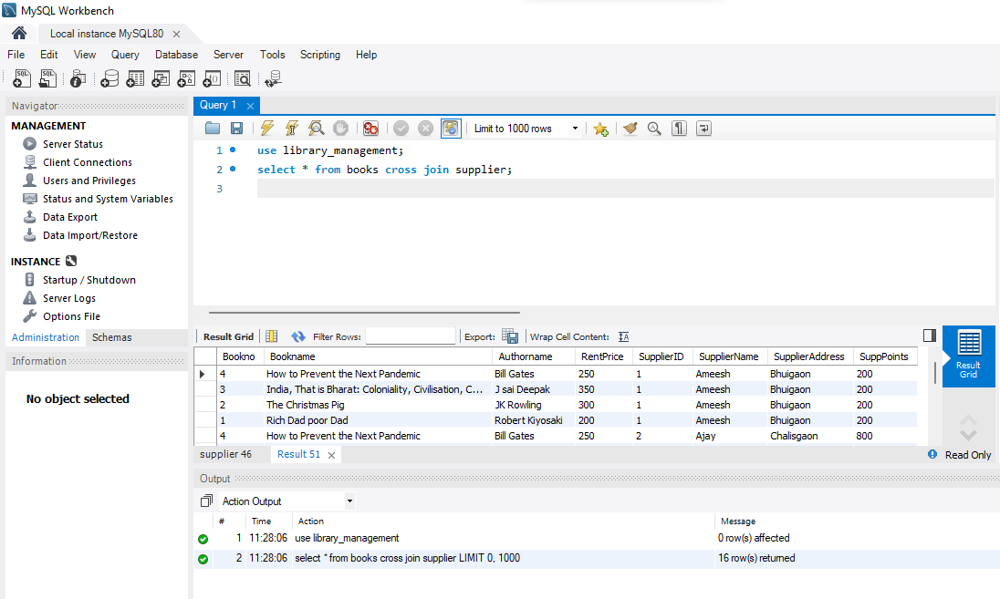 MySQL Workbench
Local instance MySQL80
File Edit View Query Database Server Tools Scripting Help
Navigator
MANAGEMENT
Server Status
Client Connections
Users and Privileges
Status and System Variables
Data Export
Data Import/Restore
INSTANCE
Startup / Shutdown
Server Logs
Options File
Administration Schemas
Information
No object selected
Query 1
Limit to 1000 rows
1 use library_management;
2 select * from books cross join supplier;
3
Result Grid Filter Rows: Export: Wrap Cell Content:
Bookno Bookname Authorname RentPrice SupplierID SupplierName SupplierAddress SuppPoints
4 How to Prevent the Next Pandemic Bill Gates 250 1 Ameesh Bhuigaon 200
3 India, That is Bharat: Coloniality, Civilisation, C... J sai Deepak 350 1 Ameesh Bhuigaon 200
2 The Christmas Pig JK Rowling 300 1 Ameesh Bhuigaon 200
1 Rich Dad poor Dad Robert Kiyosaki 200 1 Ameesh Bhuigaon 200
4 How to Prevent the Next Pandemic Bill Gates 250 2 Ajay Chalisgaon 800
Result
Grid
supplier 46 Result 51 Read Only
Output
Action Output
# Time Action Message
1 11:28:06 use library_management 0 row(s) affected
2 11:28:06 select * from books cross join supplier LIMIT 0, 1000 16 row(s) returned